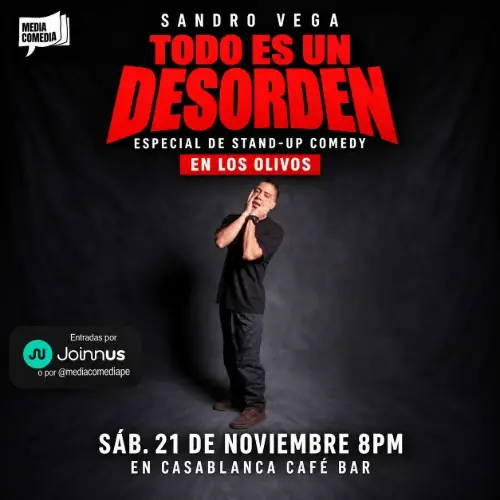 MEDIA
COMEDIA
SANDRO VEGA
TODO ES UN
DESORDEN
ESPECIAL DE STAND-UP COMEDY
EN LOS OLIVOS
Entradas por
Joinnus
o por @mediacomediape
SÁB. 21 DE NOVIEMBRE 8PM
EN CASABLANCA CAFÉ BAR